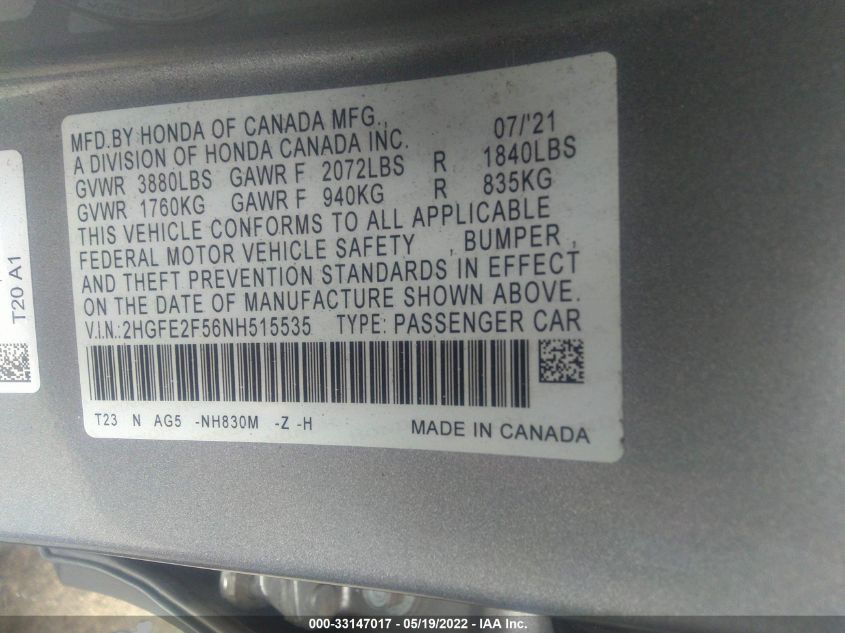 MFD.BY HONDA OF CANADA MFG., 07/'21
A DIVISION OF HONDA CANADA INC.
GVWR 3880LBS GAWR F 2072LBS R 1840LBS
GVWR 1760KG GAWR F 940KG R 835KG
THIS VEHICLE CONFORMS TO ALL APPLICABLE
FEDERAL MOTOR VEHICLE SAFETY , BUMPER ,
AND THEFT PREVENTION STANDARDS IN EFFECT
ON THE DATE OF MANUFACTURE SHOWN ABOVE.
V.I.N.:2HGFE2F56NH515535 TYPE: PASSENGER CAR
T23 N AG5 -NH830M -Z -H MADE IN CANADA
T20 A1
000-33147017 - 05/19/2022 - IAA Inc.